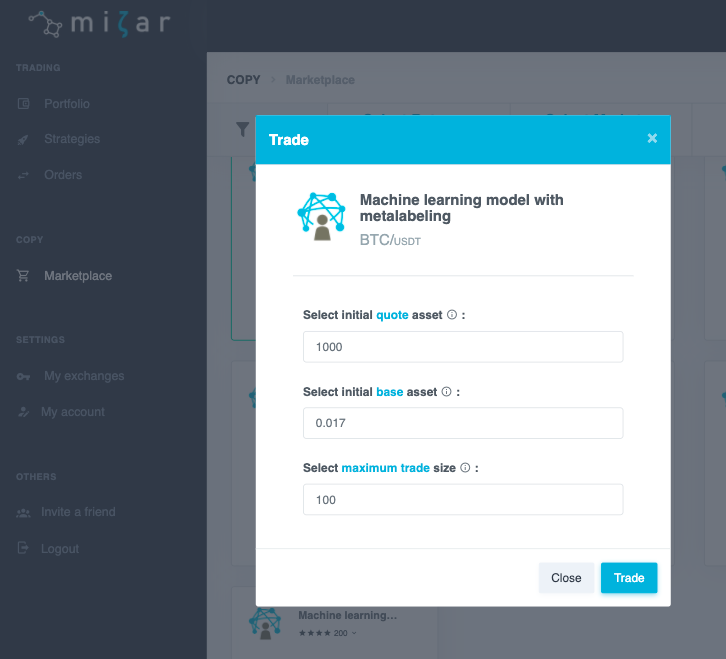 mizar
TRADING
Portfolio
Strategies
Orders
COPY
Marketplace
SETTINGS
My exchanges
My account
OTHERS
Invite a friend
Logout
COPY › Marketplace
Trade ×
Machine learning model with
metalabeling
BTC/USDT
Select initial quote asset :
1000
Select initial base asset :
0.017
Select maximum trade size :
100
Close Trade
Machine learning...
★★★★ 200